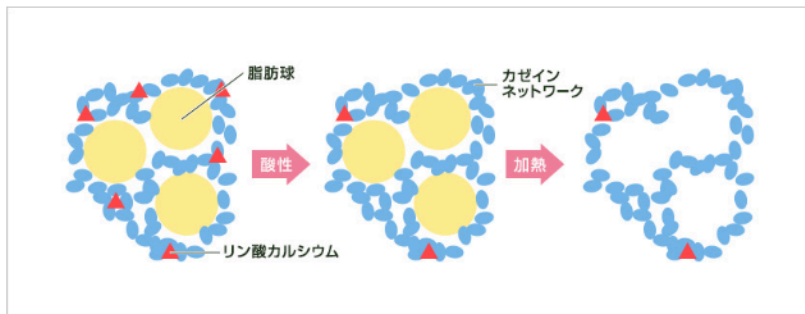 脂肪球
カゼイン
ネットワーク
酸性
加熱
リン酸カルシウム